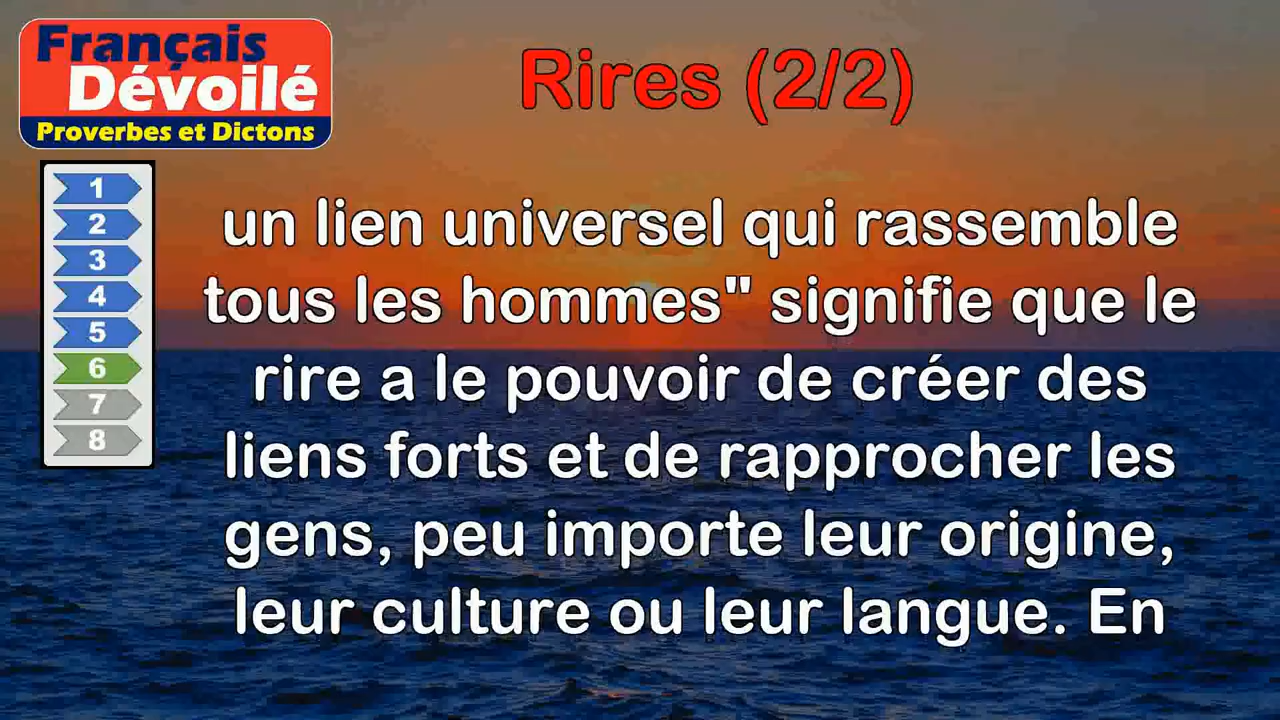 Français
Dévoilé
Proverbes et Dictons
Rires (2/2)
1
2
3
4
5
6
7
8
un lien universel qui rassemble
tous les hommes" signifie que le
rire a le pouvoir de créer des
liens forts et de rapprocher les
gens, peu importe leur origine,
leur culture ou leur langue. En